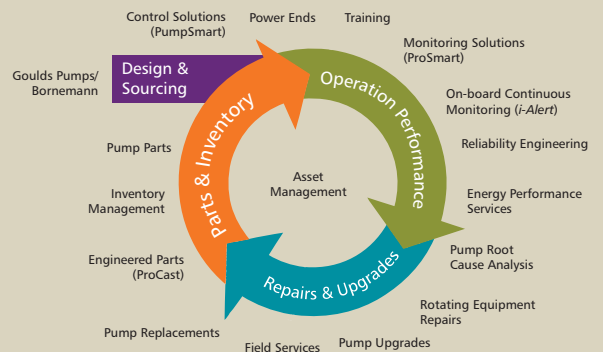 Control Solutions
(PumpSmart)
Power Ends
Training
Monitoring Solutions
(ProSmart)
Goulds Pumps/
Bornemann
Design &
Sourcing
Operation Performance
On-board Continuous
Monitoring (i-Alert)
Reliability Engineering
Pump Parts
Parts & Inventory
Asset
Management
Inventory
Management
Energy Performance
Services
Engineered Parts
(ProCast)
Repairs & Upgrades
Pump Root
Cause Analysis
Rotating Equipment
Repairs
Pump Replacements
Field Services
Pump Upgrades